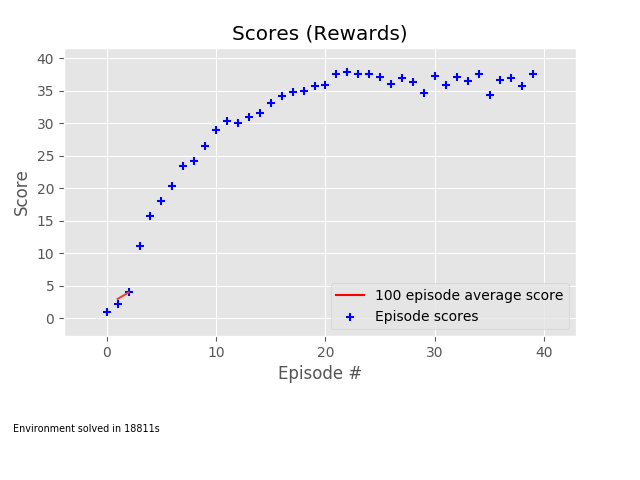 Scores (Rewards)
40
35
30
25
20
15
10
5
0
Score
100 episode average score
Episode scores
0 10 20 30 40
Episode #
Environment solved in 18811s